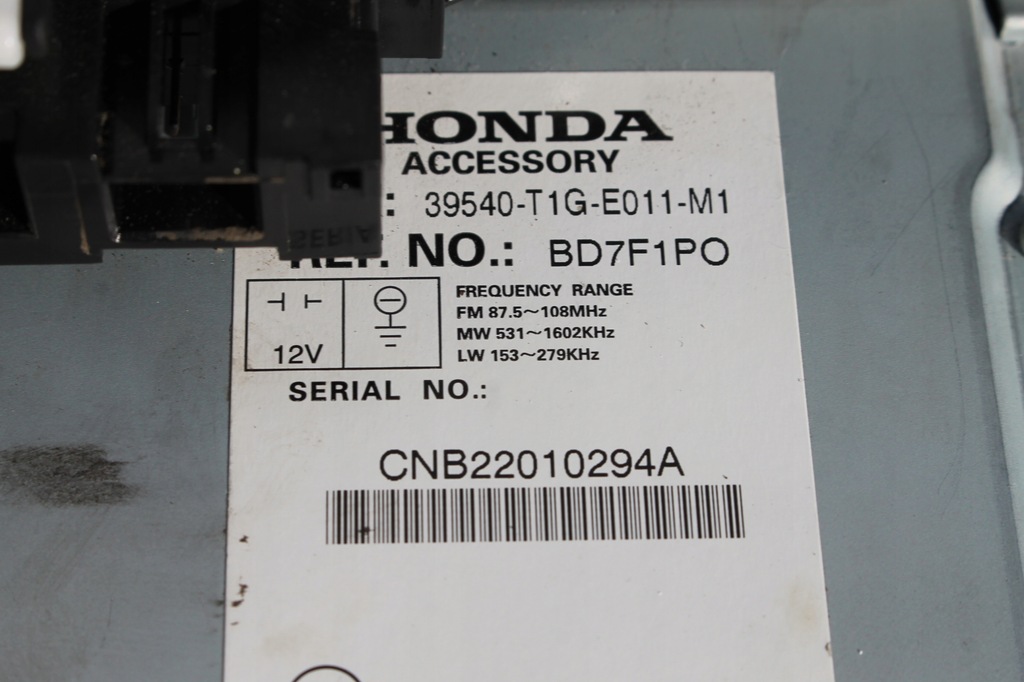 HONDA
ACCESSORY
: 39540-T1G-E011-M1
REF. NO.: BD7F1PO
12V
FREQUENCY RANGE
FM 87.5~108MHz
MW 531~1602KHz
LW 153~279KHz
SERIAL NO.:
CNB22010294A